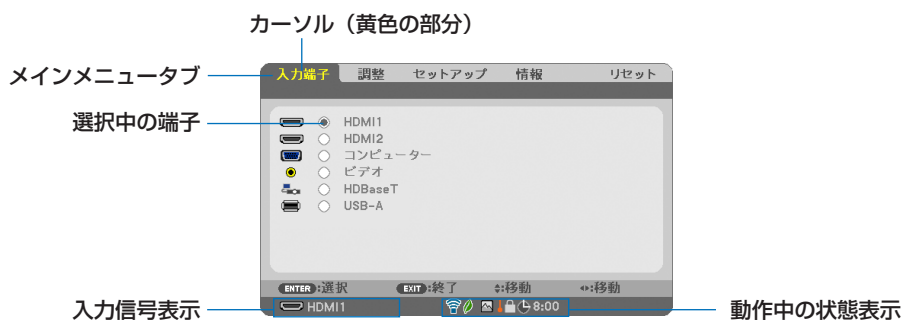 カーソル（黄色の部分）
メインメニュータブ
入力端子 調整 セットアップ 情報 リセット
選択中の端子
HDMI1
HDMI2
コンピューター
ビデオ
HDBaseT
USB-A
ENTER:選択 EXIT:終了 :移動 :移動
入力信号表示
HDMI1 8:00
動作中の状態表示